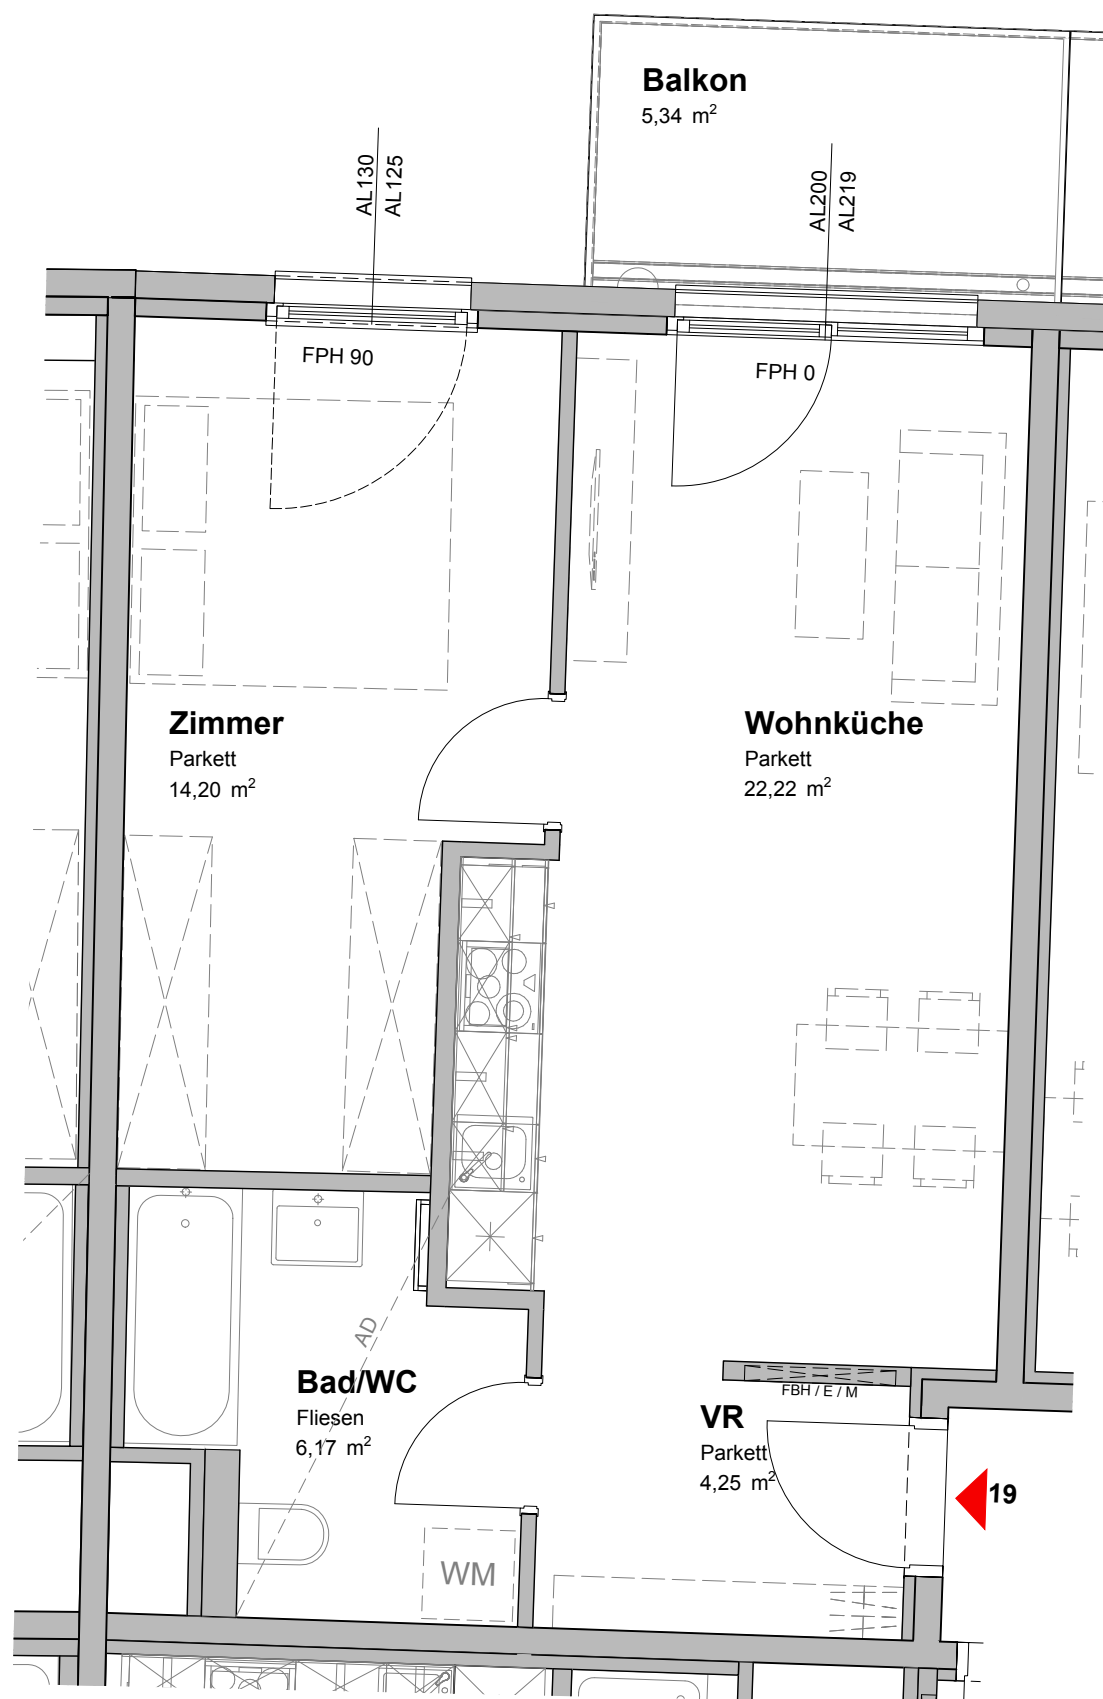 Balkon
5,34 m²
AL130
AL125
AL200
AL219
FPH 90
FPH 0
Zimmer
Parkett
14,20 m²
Wohnküche
Parkett
22,22 m²
AD
Bad/WC
Fliesen
6,17 m²
FBH / E / M
VR
Parkett
4,25 m²
19
WM